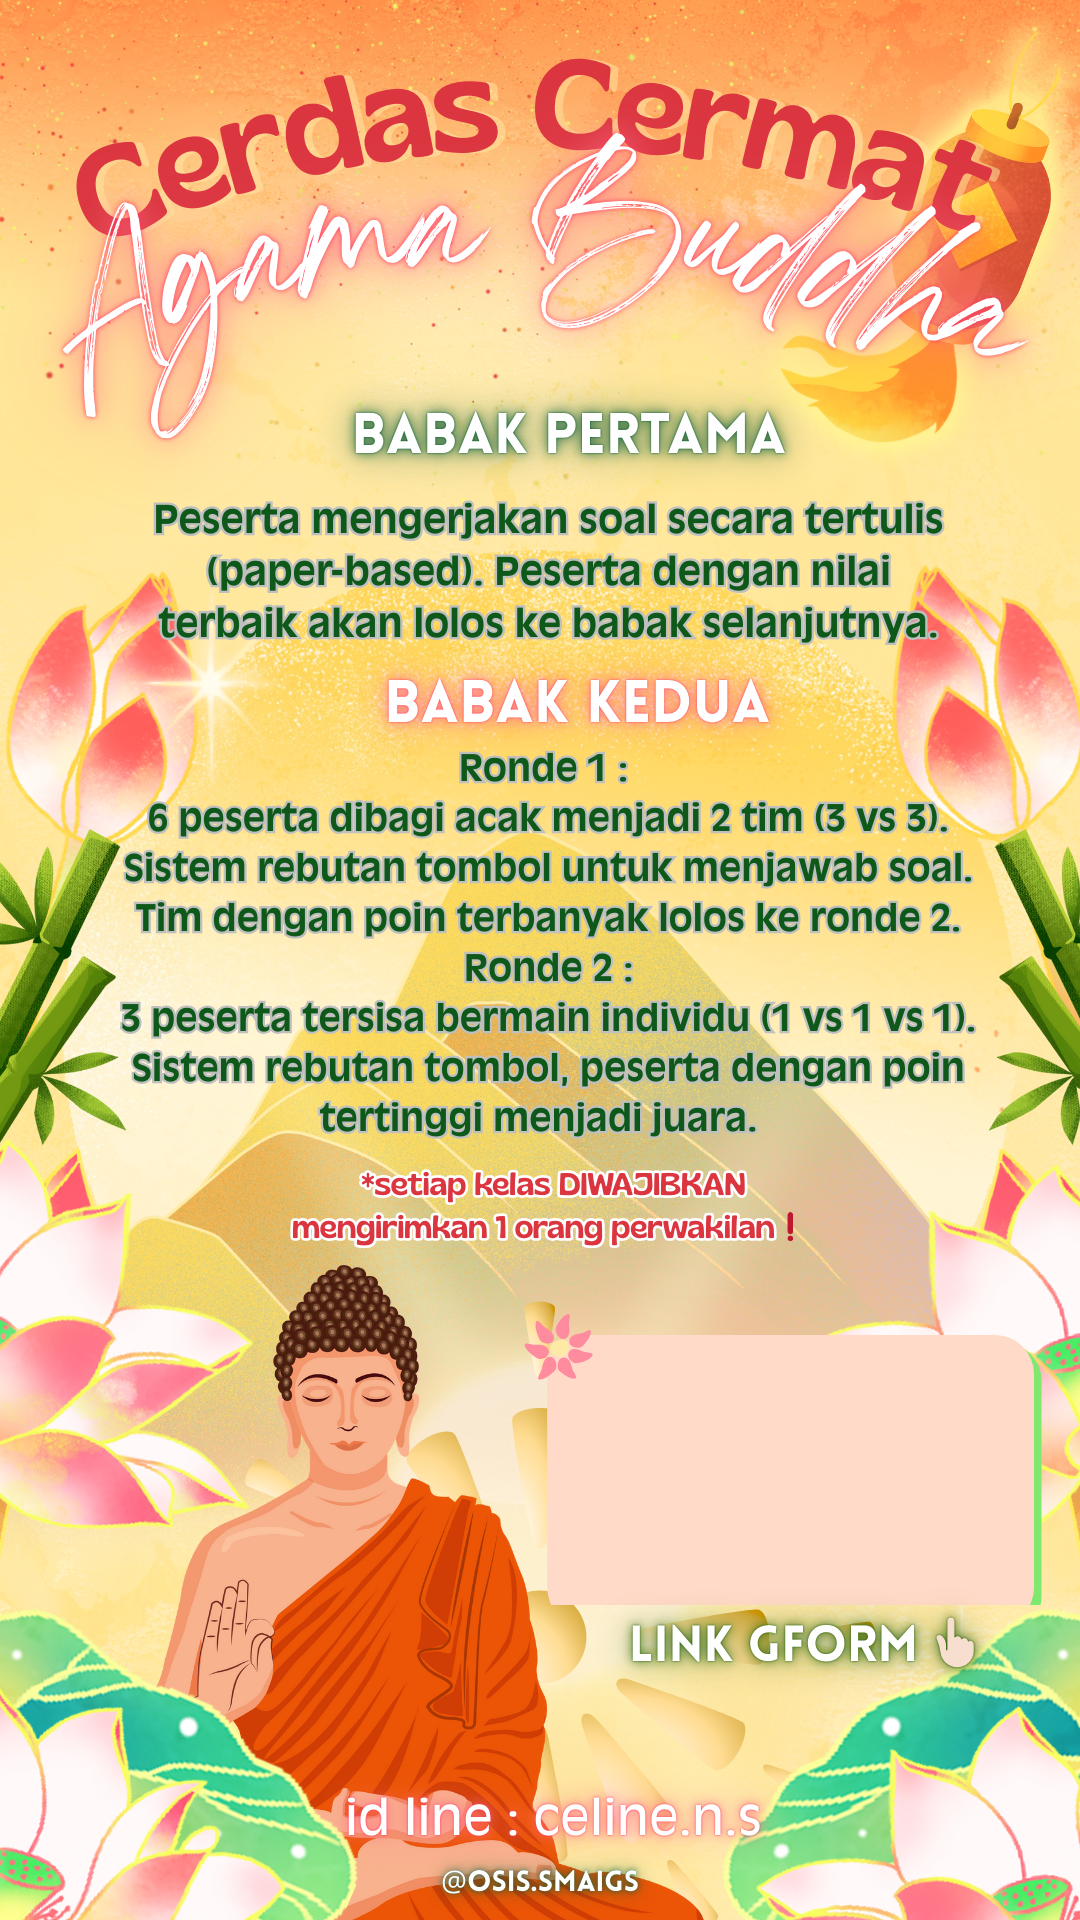 Cerdas Cermat
Agama Buddha
BABAK PERTAMA
Peserta mengerjakan soal secara tertulis
(paper-based). Peserta dengan nilai
terbaik akan lolos ke babak selanjutnya.
BABAK KEDUA
Ronde 1 :
6 peserta dibagi acak menjadi 2 tim (3 vs 3).
Sistem rebutan tombol untuk menjawab soal.
Tim dengan poin terbanyak lolos ke ronde 2.
Ronde 2 :
3 peserta tersisa bermain individu (1 vs 1 vs 1).
Sistem rebutan tombol, peserta dengan poin
tertinggi menjadi juara.
*setiap kelas DIWAJIBKAN
mengirimkan 1 orang perwakilan❗
LINK GFORM 👆
id line : celine.n.s
@OSIS.SMAIGS